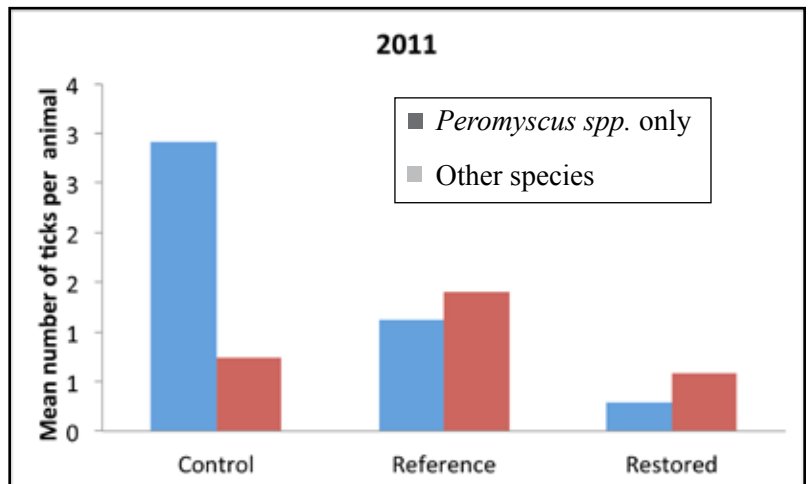 2011
Mean number of ticks per animal
4
3
3
2
2
1
1
0
Peromyscus spp. only
Other species
Control Reference Restored